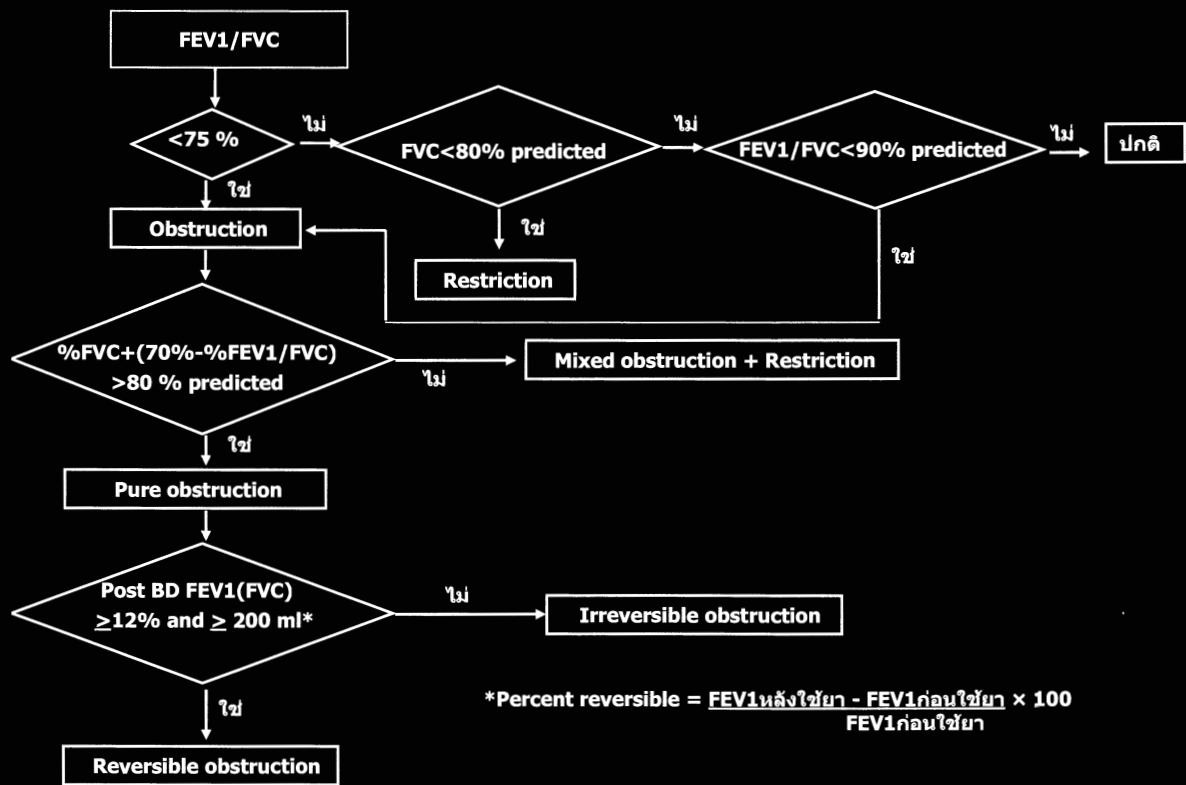 FEV1/FVC
<75 %
ไม่
FVC<80% predicted
ไม่
FEV1/FVC<90% predicted
ไม่
ปกติ
ใช่
Obstruction
ใช่
Restriction
ใช่
%FVC+(70%-%FEV1/FVC)
>80 % predicted
ไม่
Mixed obstruction + Restriction
ใช่
Pure obstruction
Post BD FEV1(FVC)
≥12% and ≥ 200 ml*
ไม่
Irreversible obstruction
ใช่
Reversible obstruction
*Percent reversible = FEV1หลังใช้ยา - FEV1ก่อนใช้ยา × 100
FEV1ก่อนใช้ยา